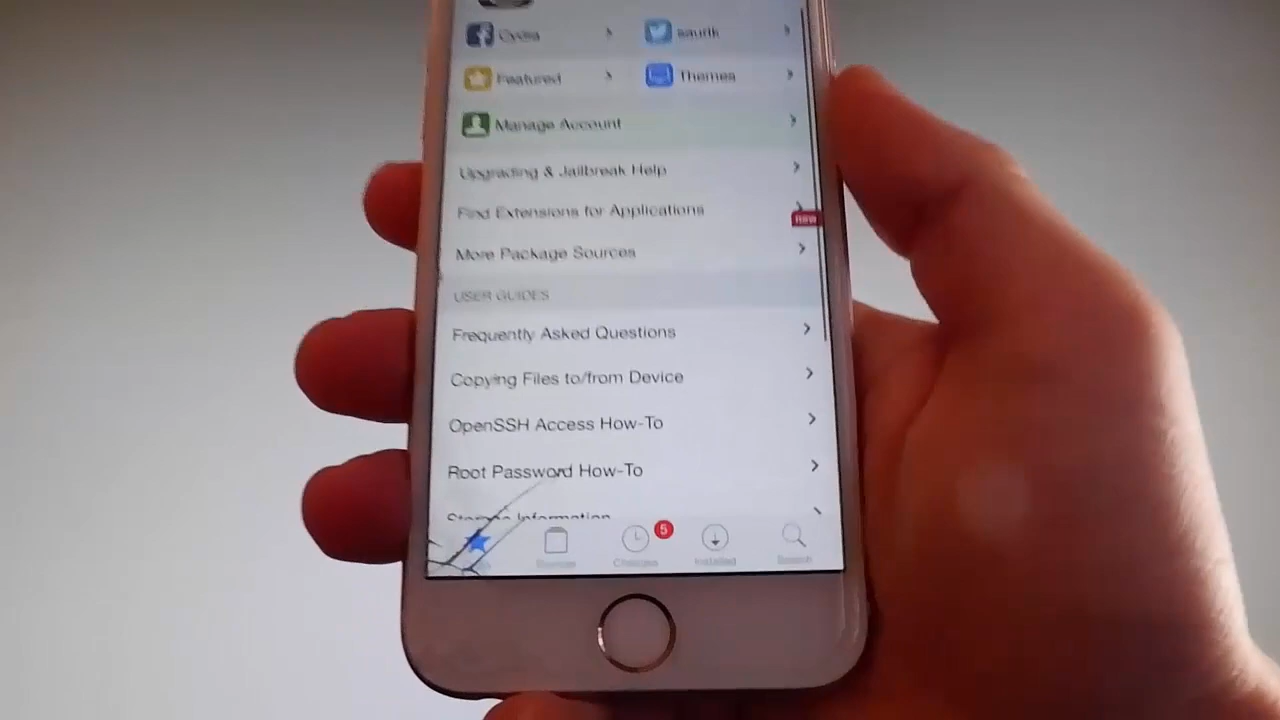 Cydia
saurik
Featured
Themes
Manage Account
Upgrading & Jailbreak Help
Find Extensions for Applications
new
More Package Sources
USER GUIDES
Frequently Asked Questions
Copying Files to/from Device
OpenSSH Access How-To
Root Password How-To
Storage Information
5
Sources
Changes
Installed
Search